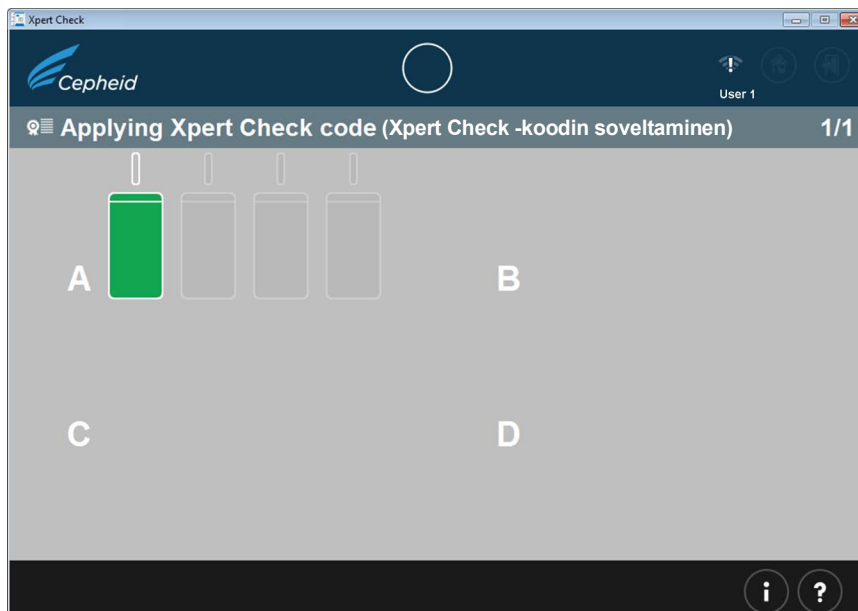 Xpert Check
Cepheid
User 1
Applying Xpert Check code (Xpert Check -koodin soveltaminen) 1/1
A
B
C
D
i ?